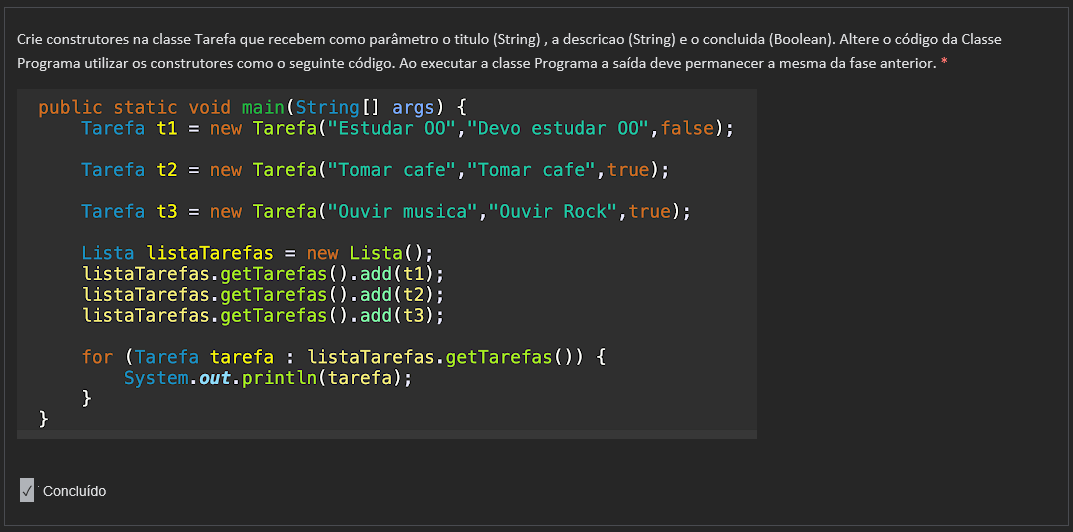 Crie construtores na classe Tarefa que recebem como parâmetro o titulo (String) , a descricao (String) e o concluida (Boolean). Altere o código da Classe
Programa utilizar os construtores como o seguinte código. Ao executar a classe Programa a saída deve permanecer a mesma da fase anterior. *
public static void main(String[] args) {
Tarefa t1 = new Tarefa("Estudar OO","Devo estudar OO",false);
Tarefa t2 = new Tarefa("Tomar cafe","Tomar cafe",true);
Tarefa t3 = new Tarefa("Ouvir musica","Ouvir Rock",true);
Lista listaTarefas = new Lista();
listaTarefas.getTarefas().add(t1);
listaTarefas.getTarefas().add(t2);
listaTarefas.getTarefas().add(t3);
for (Tarefa tarefa : listaTarefas.getTarefas()) {
System.out.println(tarefa);
}
}
Concluído